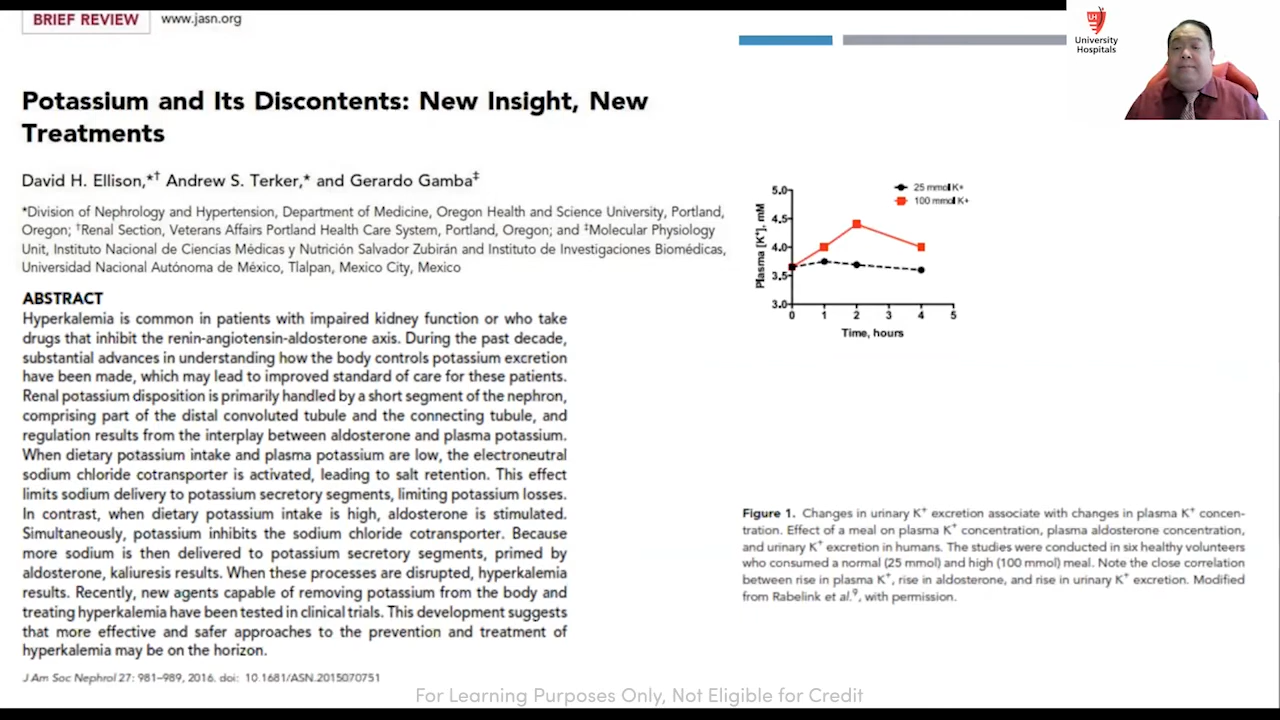 BRIEF REVIEW www.jasn.org
University
Hospitals
Potassium and Its Discontents: New Insight, New
Treatments
David H. Ellison,*† Andrew S. Terker,* and Gerardo Gamba‡
*Division of Nephrology and Hypertension, Department of Medicine, Oregon Health and Science University, Portland,
Oregon; †Renal Section, Veterans Affairs Portland Health Care System, Portland, Oregon; and ‡Molecular Physiology
Unit, Instituto Nacional de Ciencias Médicas y Nutrición Salvador Zubirán and Instituto de Investigaciones Biomédicas,
Universidad Nacional Autónoma de México, Tlalpan, Mexico City, Mexico
ABSTRACT
Hyperkalemia is common in patients with impaired kidney function or who take
drugs that inhibit the renin-angiotensin-aldosterone axis. During the past decade,
substantial advances in understanding how the body controls potassium excretion
have been made, which may lead to improved standard of care for these patients.
Renal potassium disposition is primarily handled by a short segment of the nephron,
comprising part of the distal convoluted tubule and the connecting tubule, and
regulation results from the interplay between aldosterone and plasma potassium.
When dietary potassium intake and plasma potassium are low, the electroneutral
sodium chloride cotransporter is activated, leading to salt retention. This effect
limits sodium delivery to potassium secretory segments, limiting potassium losses.
In contrast, when dietary potassium intake is high, aldosterone is stimulated.
Simultaneously, potassium inhibits the sodium chloride cotransporter. Because
more sodium is then delivered to potassium secretory segments, primed by
aldosterone, kaliuresis results. When these processes are disrupted, hyperkalemia
results. Recently, new agents capable of removing potassium from the body and
treating hyperkalemia have been tested in clinical trials. This development suggests
that more effective and safer approaches to the prevention and treatment of
hyperkalemia may be on the horizon.
J Am Soc Nephrol 27: 981–989, 2016. doi: 10.1681/ASN.2015070751
25 mmol K+
100 mmol K+
Plasma [K+], mM
5.0
4.5
4.0
3.5
3.0
0 1 2 3 4 5
Time, hours
Figure 1. Changes in urinary K+ excretion associate with changes in plasma K+ concen-
tration. Effect of a meal on plasma K+ concentration, plasma aldosterone concentration,
and urinary K+ excretion in humans. The studies were conducted in six healthy volunteers
who consumed a normal (25 mmol) and high (100 mmol) meal. Note the close correlation
between rise in plasma K+, rise in aldosterone, and rise in urinary K+ excretion. Modified
from Rabelink et al.9, with permission.
For Learning Purposes Only, Not Eligible for Credit